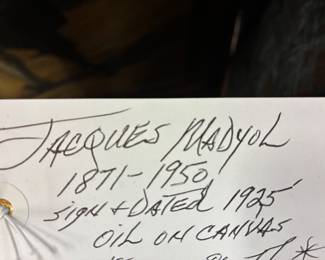 JACQUES MADYOL
1871-1950
SIGN + DATED 1925
OIL ON CANVAS